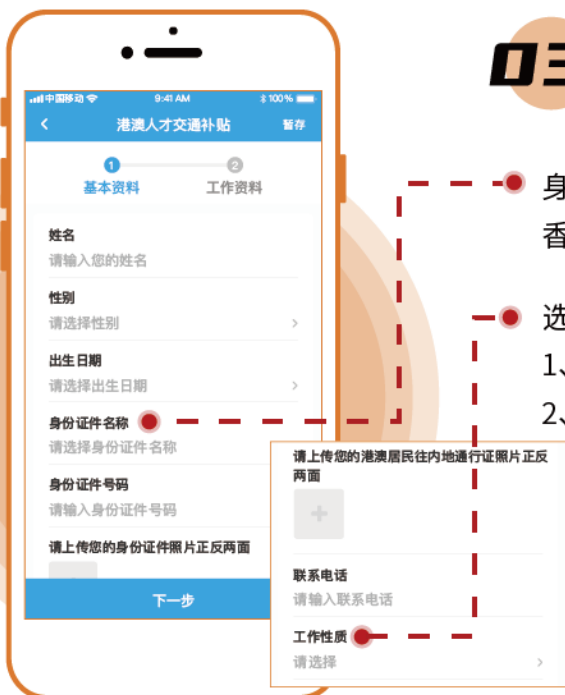 03
中国移动
9:41 AM
100%
港澳人才交通补贴
暂存
1
2
基本资料
工作资料
姓名
请输入您的姓名
性别
请选择性别
出生日期
请选择出生日期
身份证件名称
请选择身份证件名称
身份证件号码
请输入身份证件号码
请上传您的身份证件照片正反两面
下一步
请上传您的港澳居民往内地通行证照片正反
两面
联系电话
请输入联系电话
工作性质
请选择
身
香
选
1、
2、